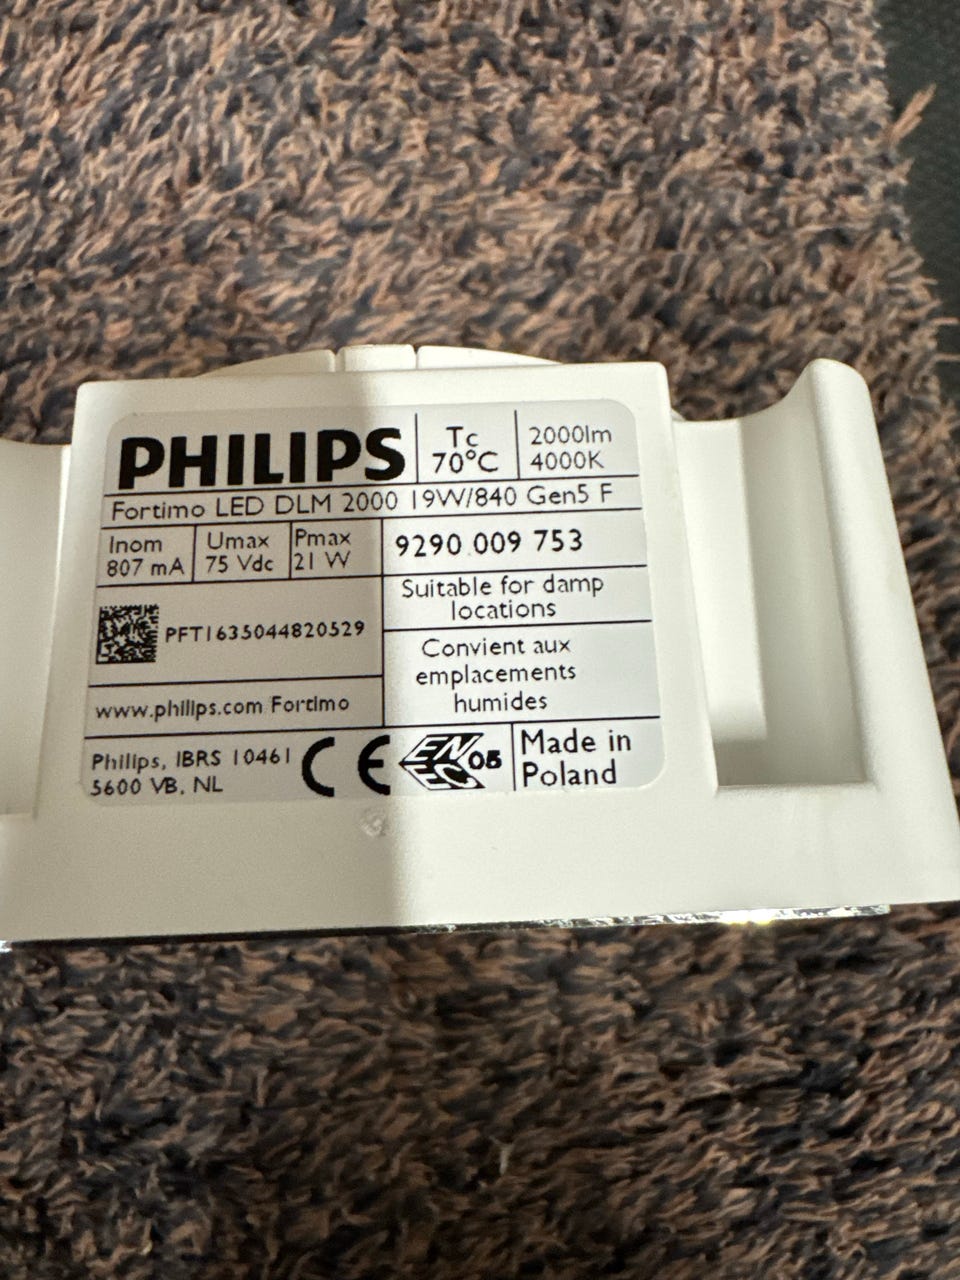 PHILIPS
Tc
70°C
2000lm
4000K
Fortimo LED DLM 2000 19W/840 Gen5 F
Inom
807 mA
Umax
75 Vdc
Pmax
21 W
9290 009 753
Suitable for damp
locations
PFT1635044820529
Convient aux
emplacements
humides
www.philips.com Fortimo
Philips, IBRS 10461
5600 VB, NL
CE
EN
EC
05
Made in
Poland